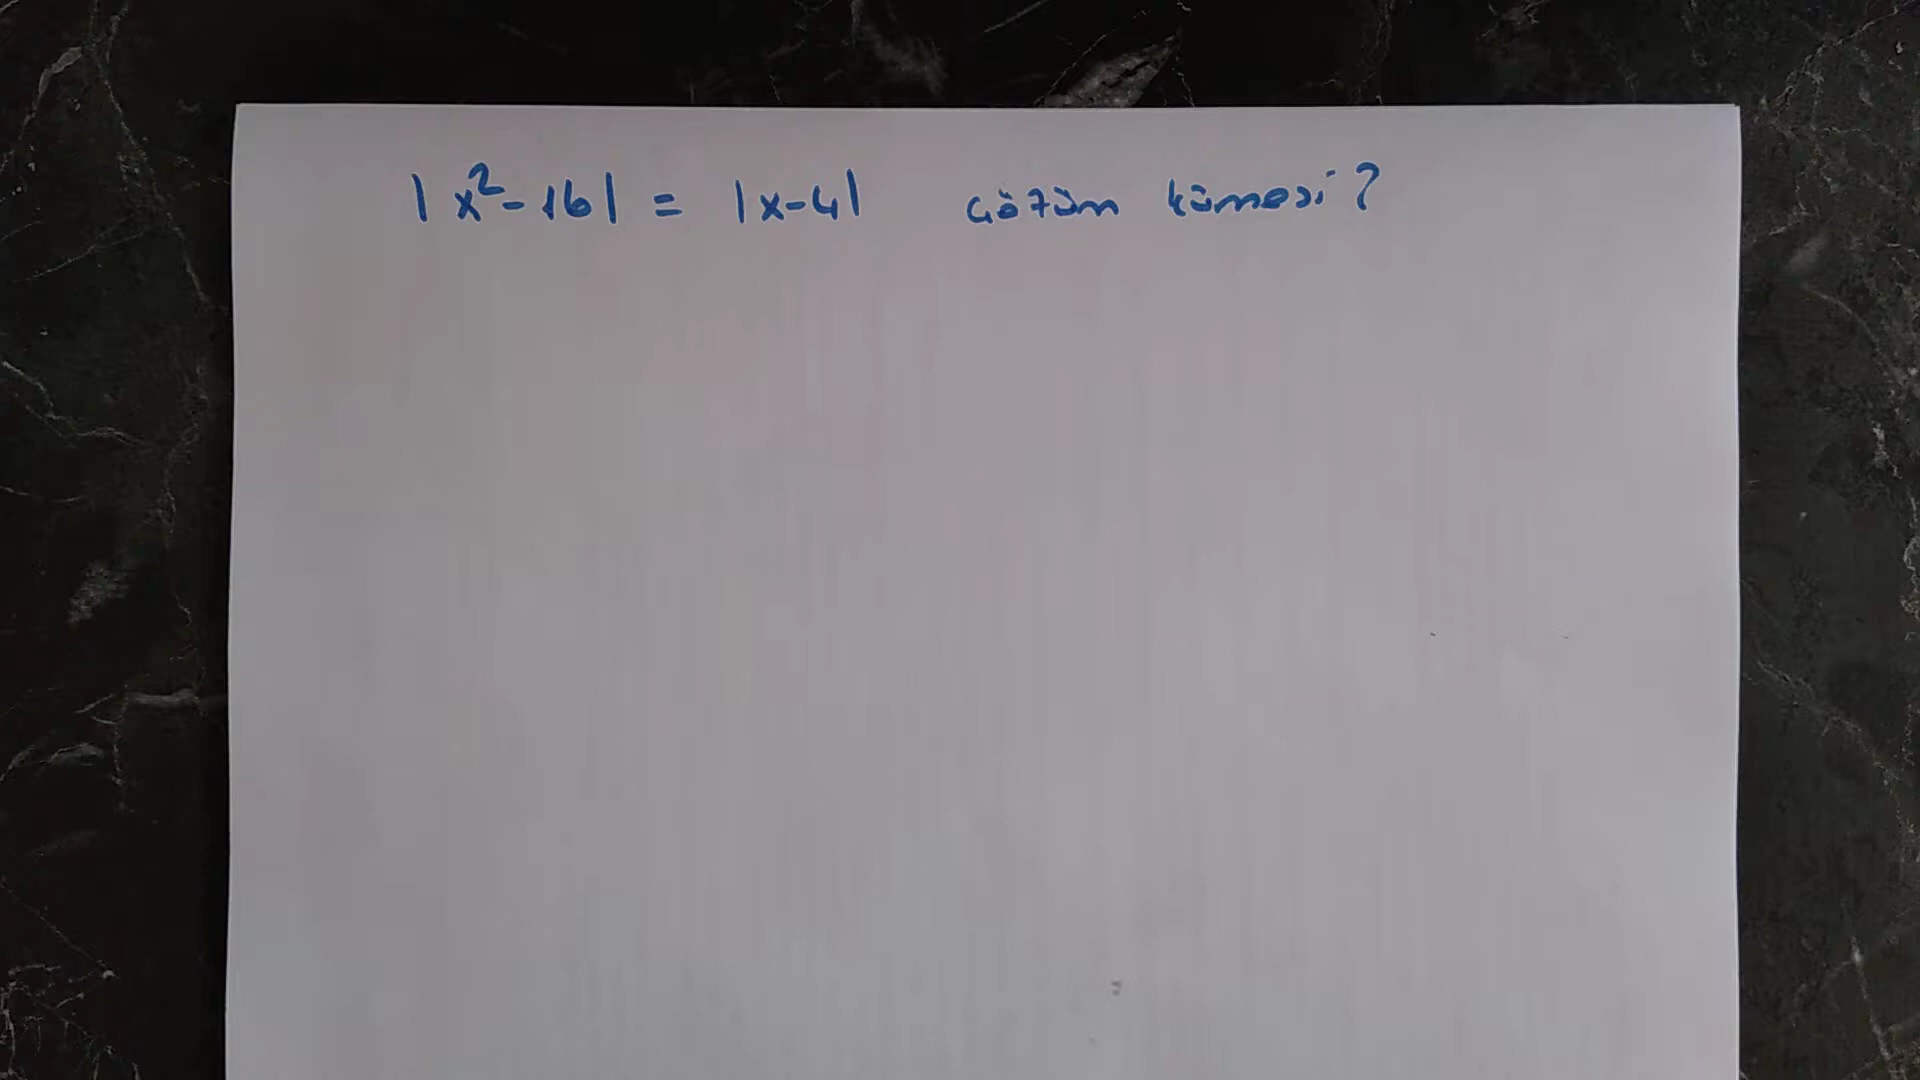 |x²-16| = |x-4| çözüm kümesi?